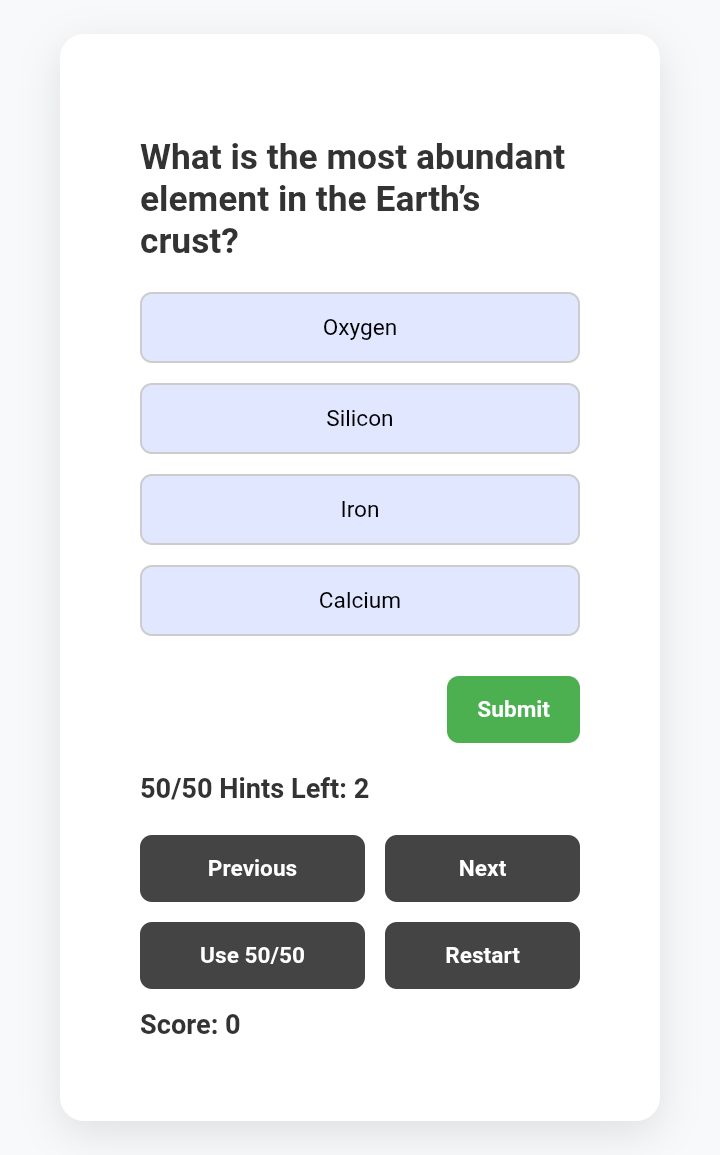 What is the most abundant
element in the Earth’s
crust?
Oxygen
Silicon
Iron
Calcium
Submit
50/50 Hints Left: 2
Previous
Next
Use 50/50
Restart
Score: 0